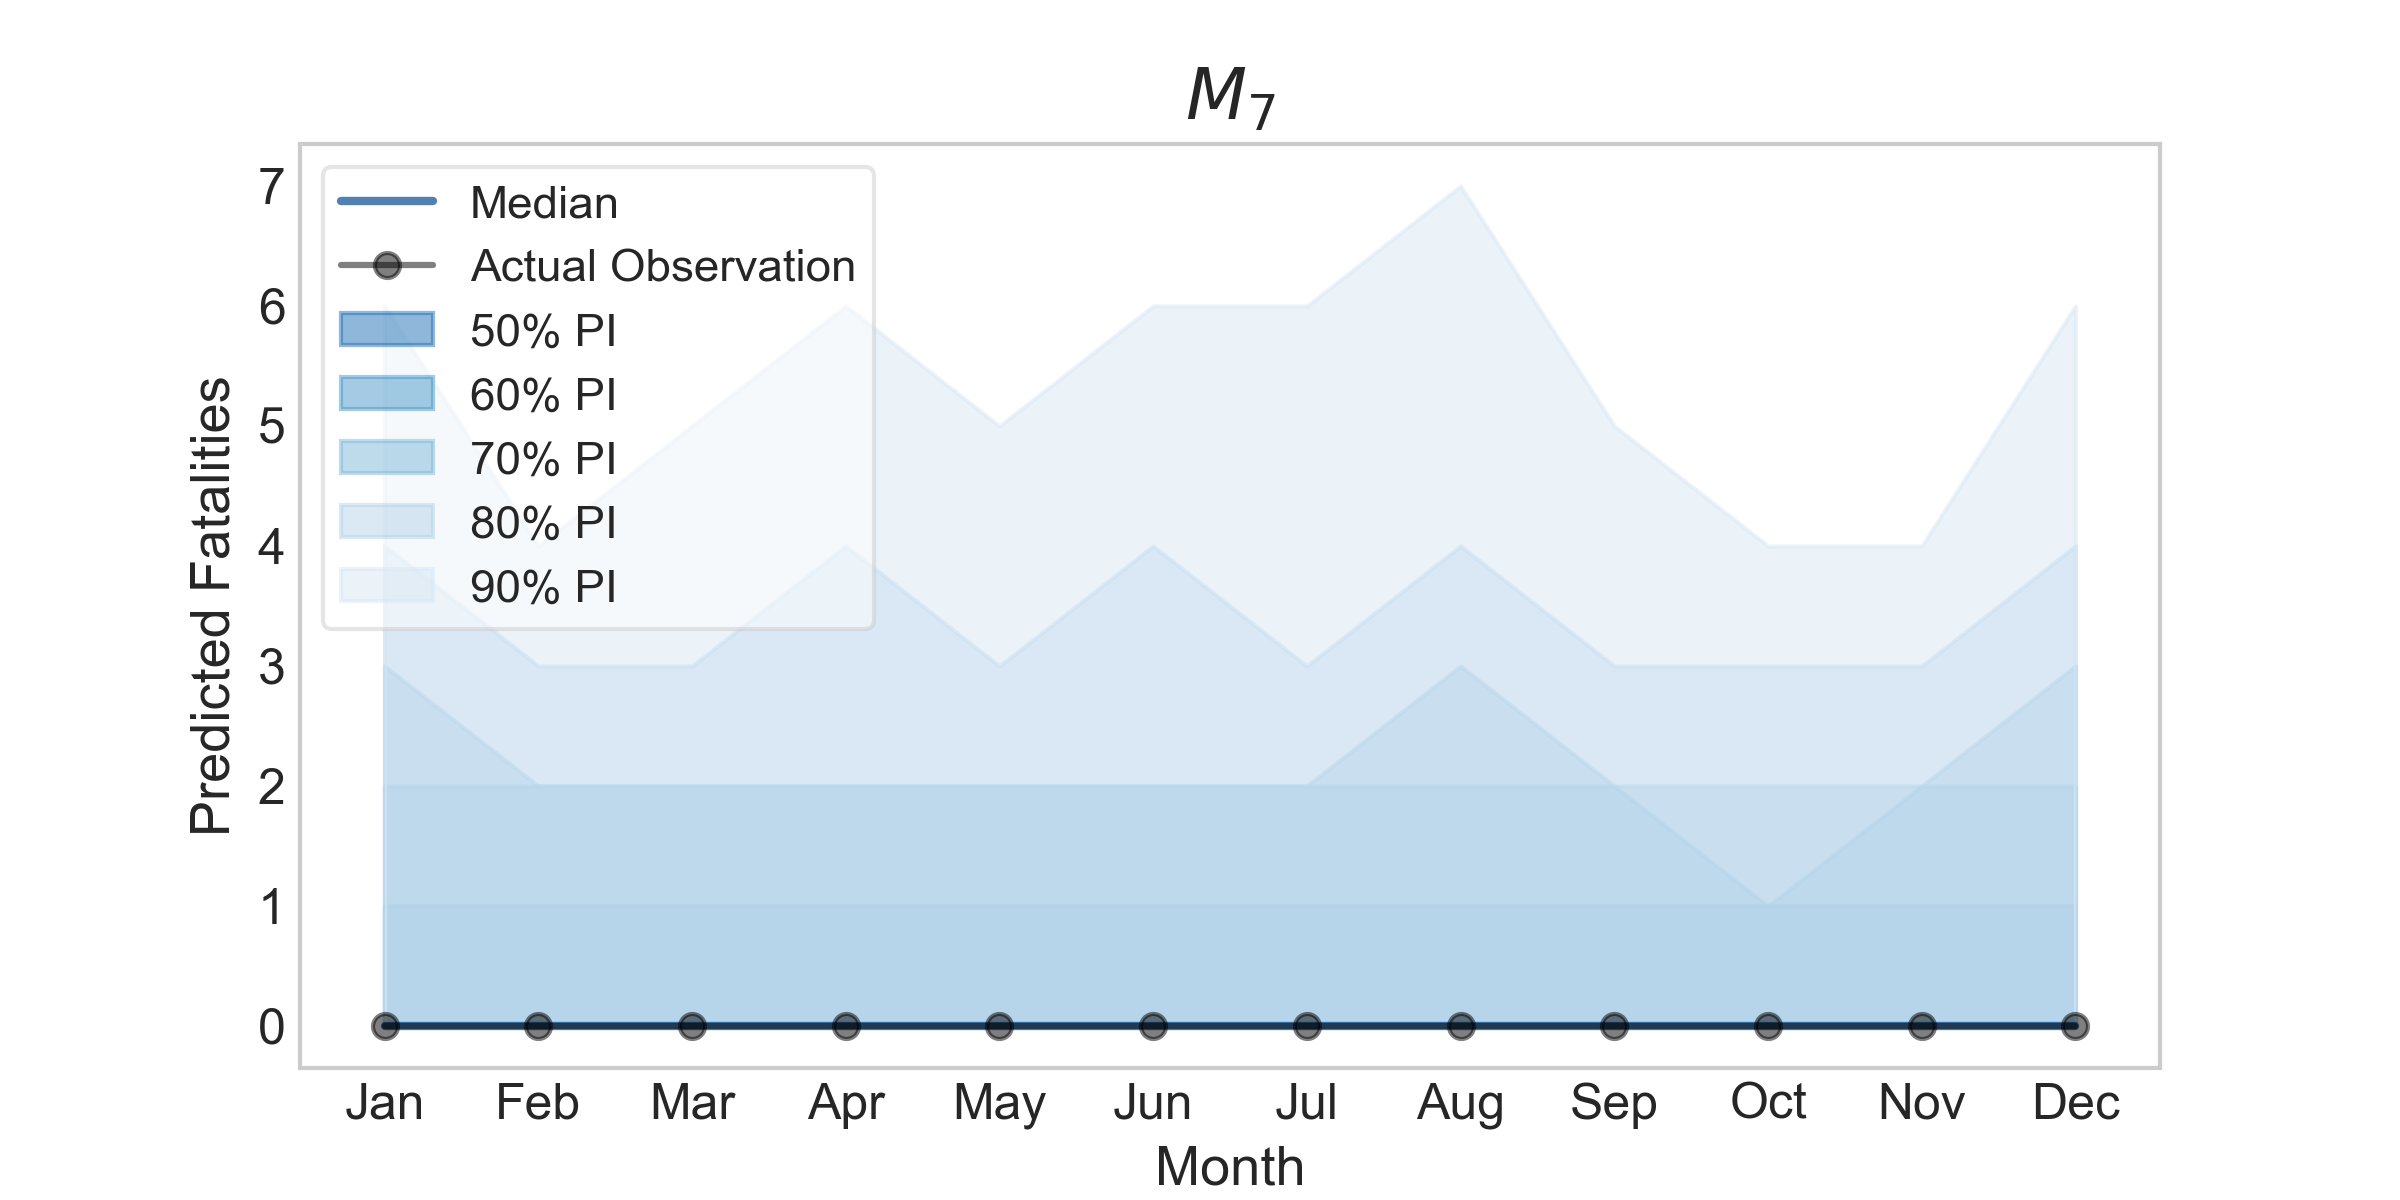 M7
Median
Actual Observation
50% PI
60% PI
70% PI
80% PI
90% PI
Predicted Fatalities
7
6
5
4
3
2
1
0
Jan Feb Mar Apr May Jun Jul Aug Sep Oct Nov Dec
Month